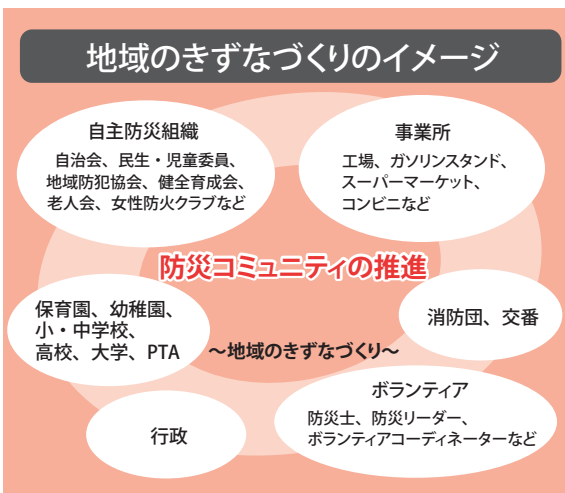 地域のきずなづくりのイメージ
自主防災組織
自治会、民生・児童委員、
地域防犯協会、健全育成会、
老人会、女性防火クラブなど
事業所
工場、ガソリンスタンド、
スーパーマーケット、
コンビニなど
防災コミュニティの推進
保育園、幼稚園、
小・中学校、
高校、大学、PTA
～地域のきずなづくり～
消防団、交番
行政
ボランティア
防災士、防災リーダー、
ボランティアコーディネーターなど